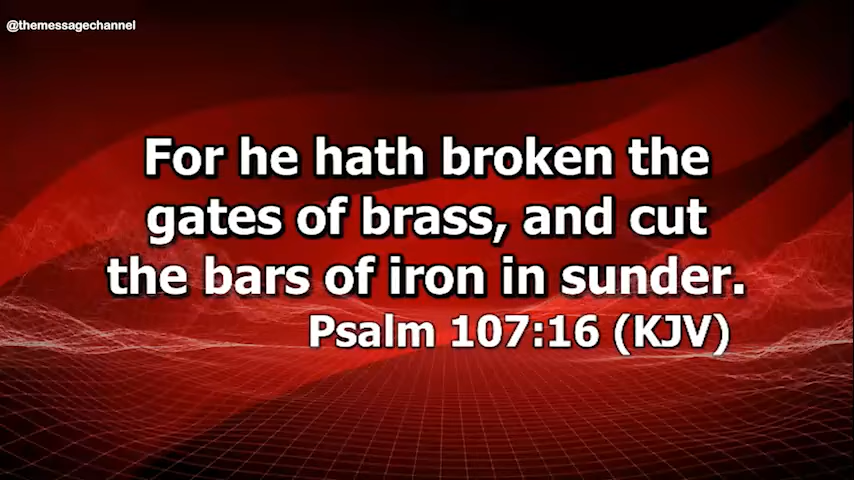 @themessagechannel
For he hath broken the
gates of brass, and cut
the bars of iron in sunder.
Psalm 107:16 (KJV)